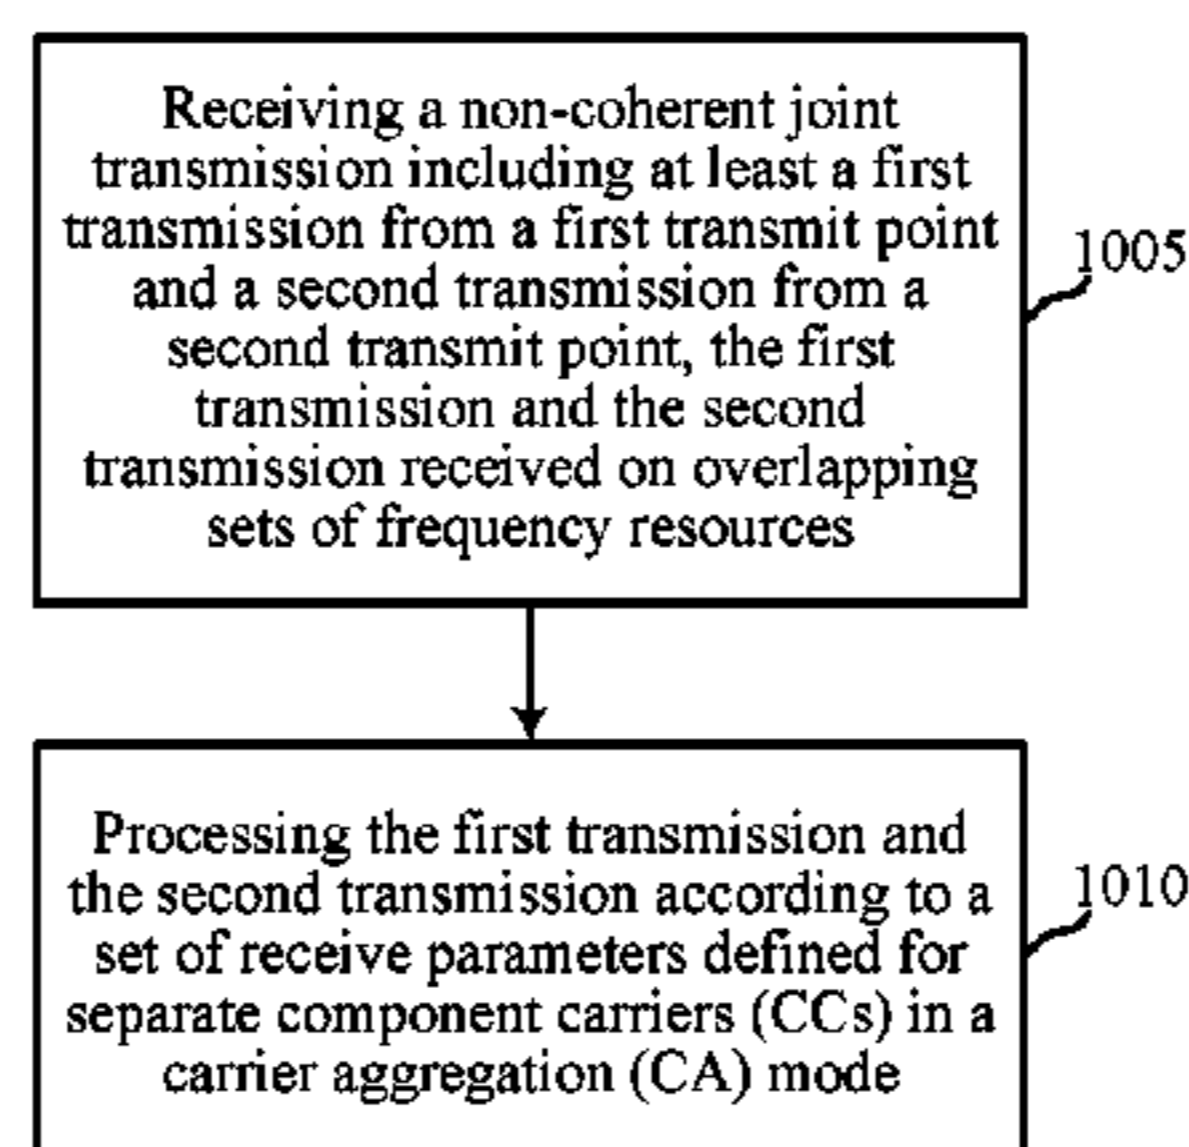 Receiving a non-coherent joint
transmission including at least a first
transmission from a first transmit point
and a second transmission from a
second transmit point, the first
transmission and the second
transmission received on overlapping
sets of frequency resources
1005
Processing the first transmission and
the second transmission according to a
set of receive parameters defined for
separate component carriers (CCs) in a
carrier aggregation (CA) mode
1010